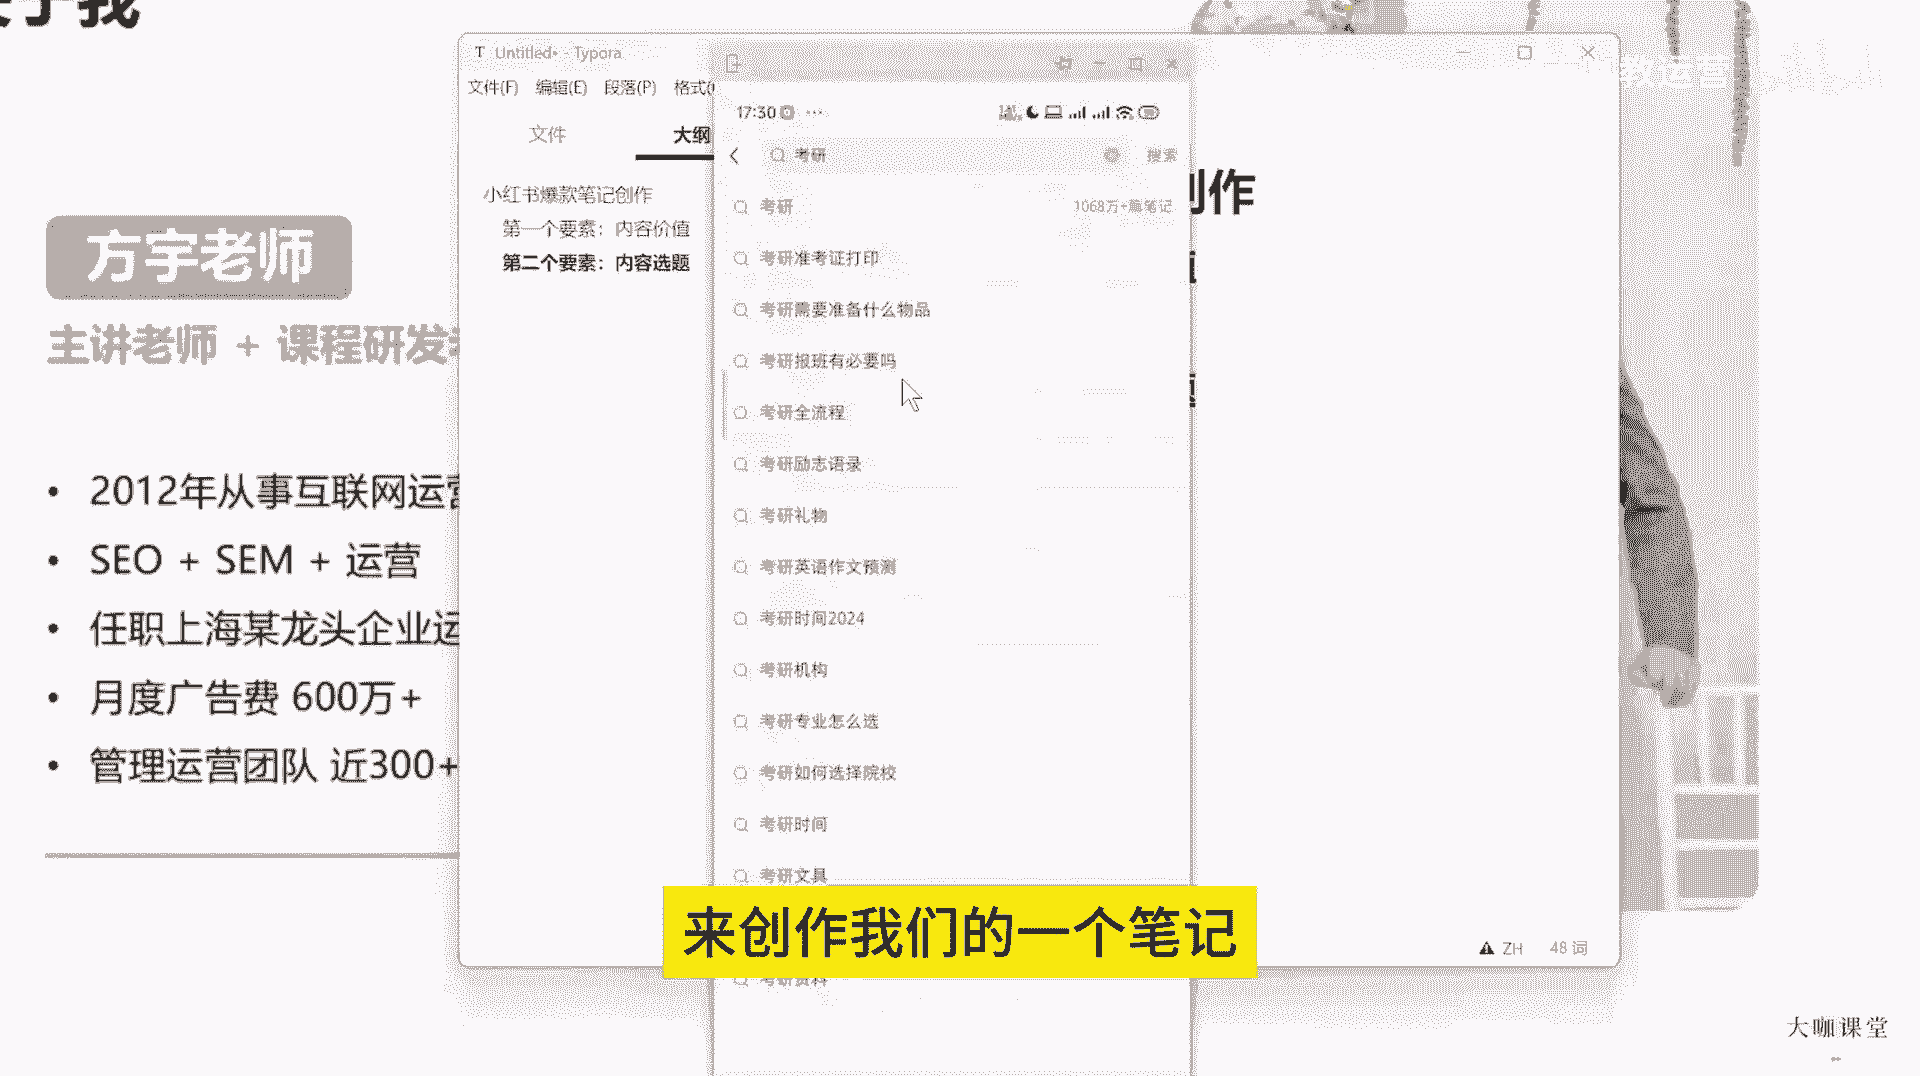 于我
方宇老师
主讲老师 + 课程研发
• 2012年从事互联网运营
• SEO + SEM + 运营
• 任职上海某龙头企业运
• 月度广告费 600万+
• 管理运营团队 近300+
Untitled• - Typora
文件(F) 编辑(E) 段落(P) 格式(
文件 大纲
小红书爆款笔记创作
第一个要素：内容价值
第二个要素：内容选题
17:30
考研 搜索
考研 1068万+篇笔记
考研准考证打印
考研需要准备什么物品
考研报班有必要吗
考研全流程
考研励志语录
考研礼物
考研英语作文预测
考研时间2024
考研机构
考研专业怎么选
考研如何选择院校
考研时间
考研文具
考研资料
创作
来创作我们的一个笔记
ZH 48 词
教运营
大咖课堂